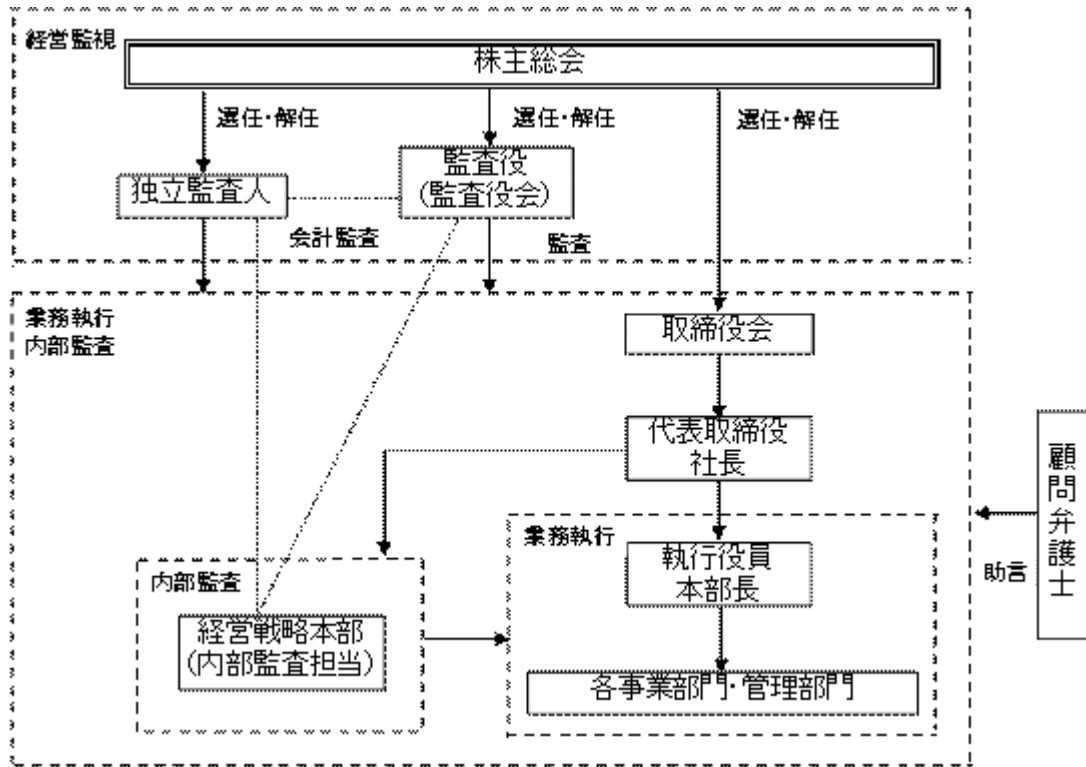 経営監視
株主総会
選任・解任
選任・解任
選任・解任
独立監査人
監査役
(監査役会)
会計監査
監査
業務執行
内部監査
取締役会
代表取締役
社長
業務執行
執行役員
本部長
内部監査
経営戦略本部
(内部監査担当)
各事業部門・管理部門
顧問弁護士
助言